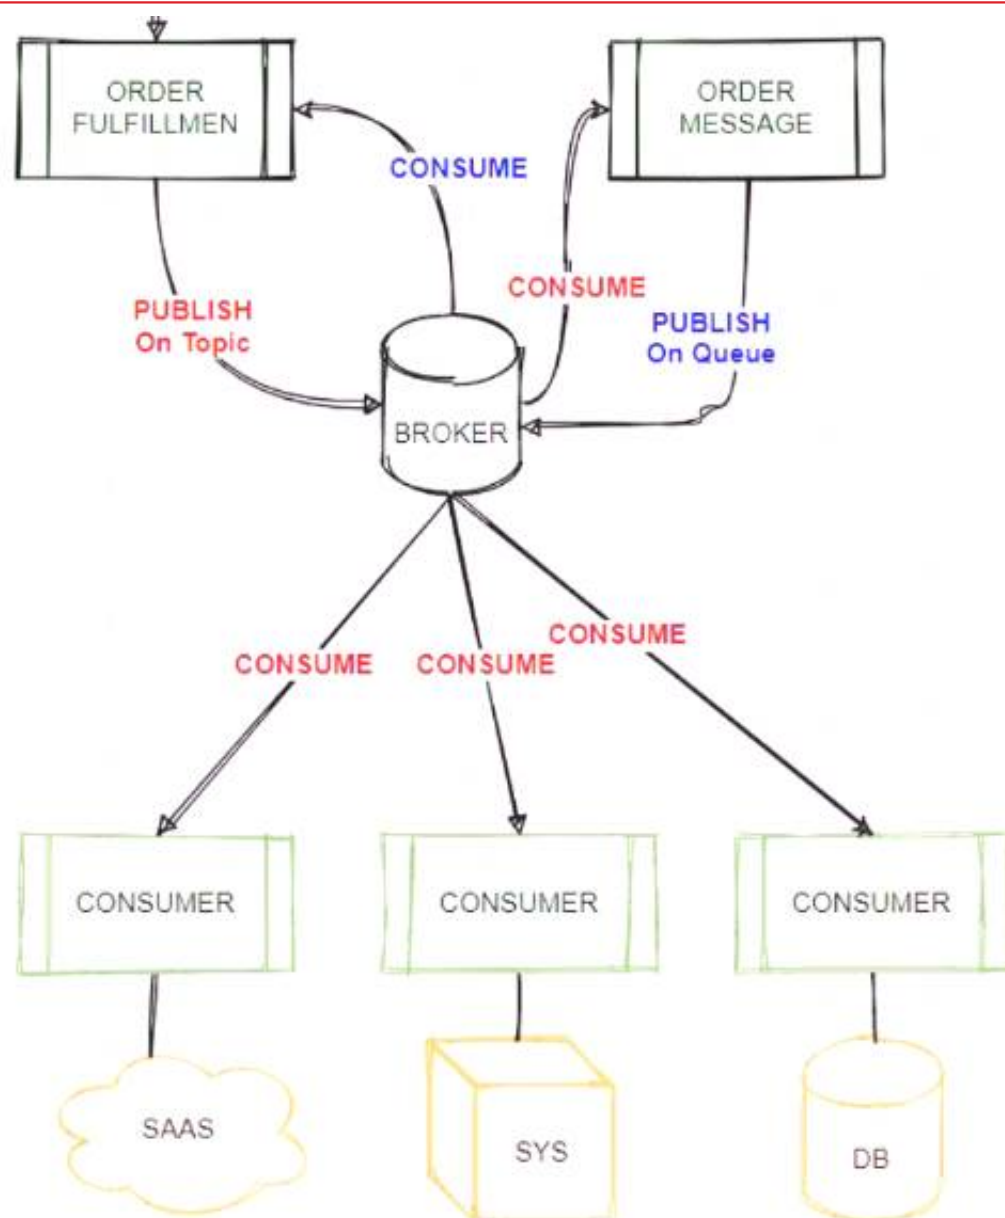 ORDER
FULFILLMEN
ORDER
MESSAGE
CONSUME
CONSUME
PUBLISH
On Topic
PUBLISH
On Queue
BROKER
CONSUME
CONSUME
CONSUME
CONSUMER
CONSUMER
CONSUMER
SAAS
SYS
DB